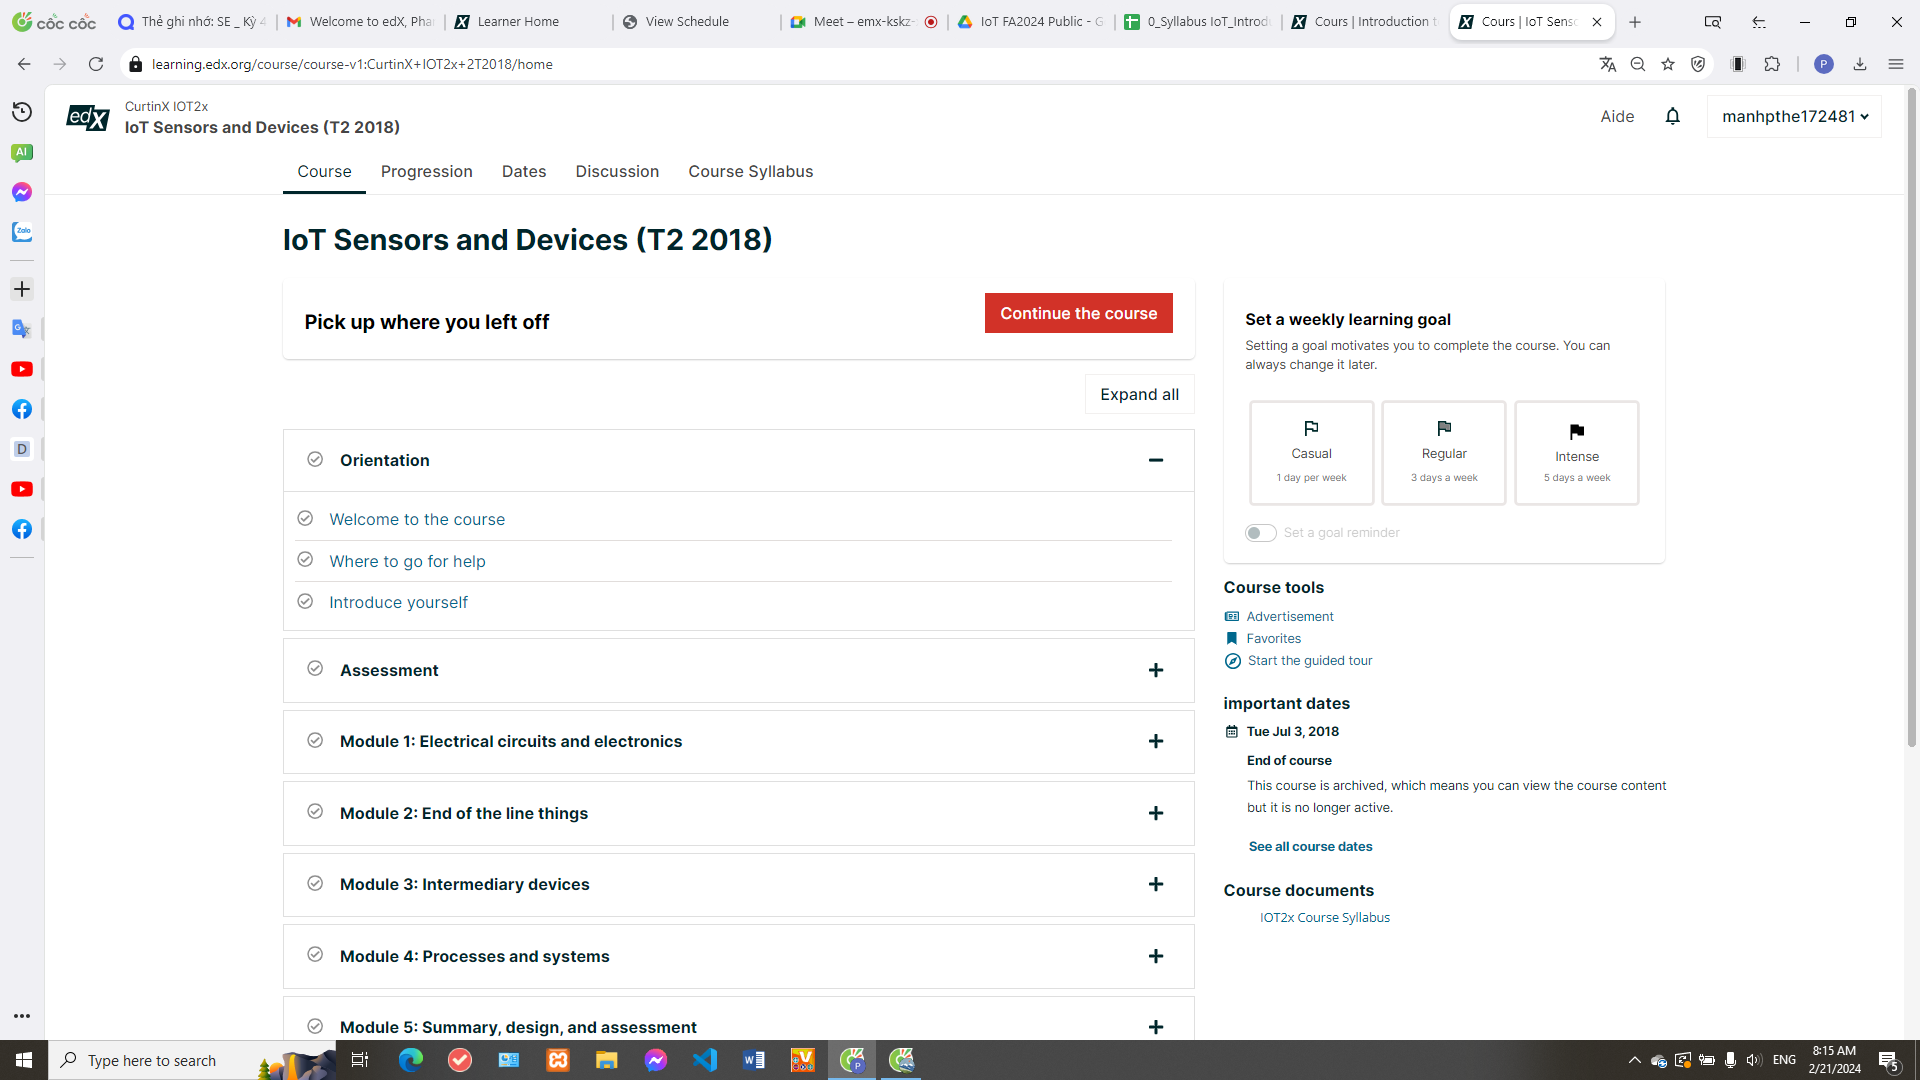 cốc cốc
Thẻ ghi nhớ: SE _ Kỳ 4
Welcome to edX, Phan
Learner Home
View Schedule
Meet – emx-kskz-
IoT FA2024 Public - G
0_Syllabus IoT_Introdu
Cours | Introduction t
Cours | IoT Senso
learning.edx.org/course/course-v1:CurtinX+IOT2x+2T2018/home
P
AI
Zalo
D
edX
CurtinX IOT2x
IoT Sensors and Devices (T2 2018)
Aide
manhpthe172481
Course
Progression
Dates
Discussion
Course Syllabus
IoT Sensors and Devices (T2 2018)
Pick up where you left off
Continue the course
Expand all
Orientation
Welcome to the course
Where to go for help
Introduce yourself
Assessment
Module 1: Electrical circuits and electronics
Module 2: End of the line things
Module 3: Intermediary devices
Module 4: Processes and systems
Module 5: Summary, design, and assessment
Set a weekly learning goal
Setting a goal motivates you to complete the course. You can
always change it later.
Casual
1 day per week
Regular
3 days a week
Intense
5 days a week
Set a goal reminder
Course tools
Advertisement
Favorites
Start the guided tour
important dates
Tue Jul 3, 2018
End of course
This course is archived, which means you can view the course content
but it is no longer active.
See all course dates
Course documents
IOT2x Course Syllabus
Type here to search
ENG
8:15 AM
2/21/2024
5